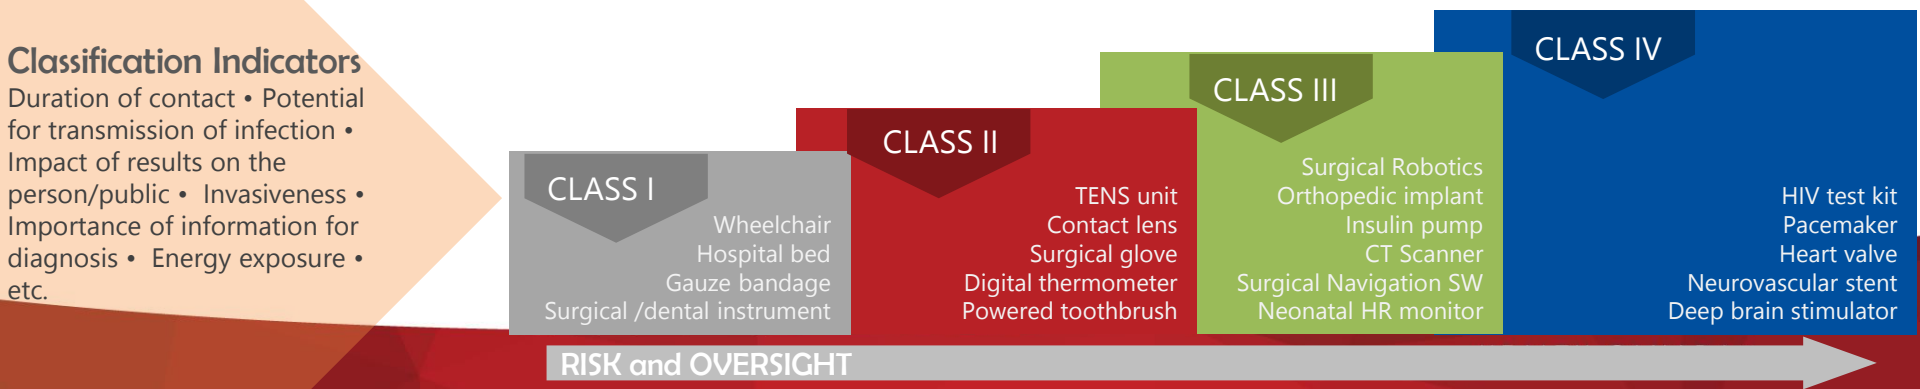 Classification Indicators
Duration of contact • Potential
for transmission of infection •
Impact of results on the
person/public • Invasiveness •
Importance of information for
diagnosis • Energy exposure •
etc.
CLASS I
Wheelchair
Hospital bed
Gauze bandage
Surgical /dental instrument
CLASS II
TENS unit
Contact lens
Surgical glove
Digital thermometer
Powered toothbrush
CLASS III
Surgical Robotics
Orthopedic implant
Insulin pump
CT Scanner
Surgical Navigation SW
Neonatal HR monitor
CLASS IV
HIV test kit
Pacemaker
Heart valve
Neurovascular stent
Deep brain stimulator
RISK and OVERSIGHT